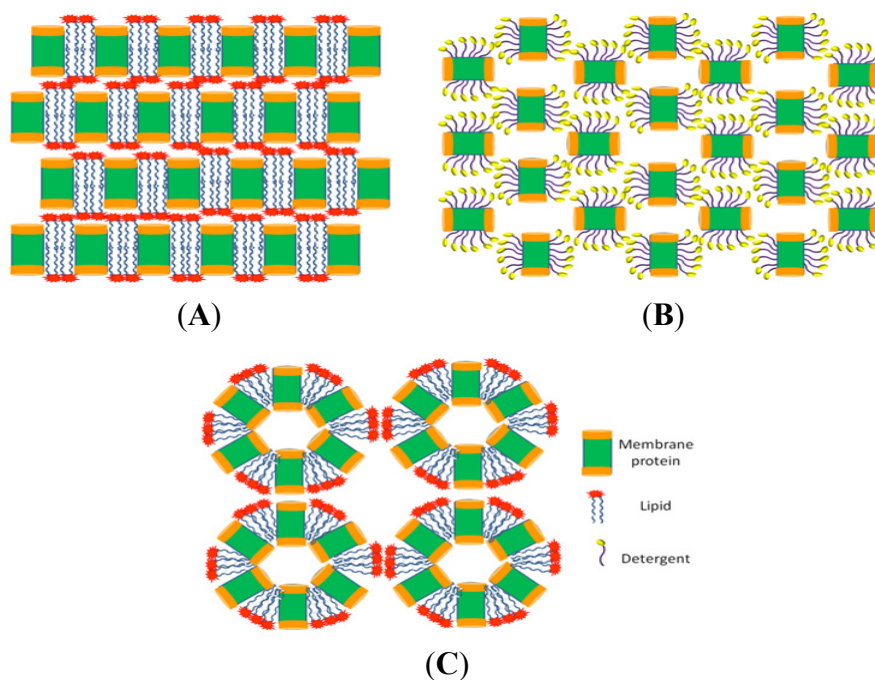 (A)
(B)
Membrane
protein
Lipid
Detergent
(C)